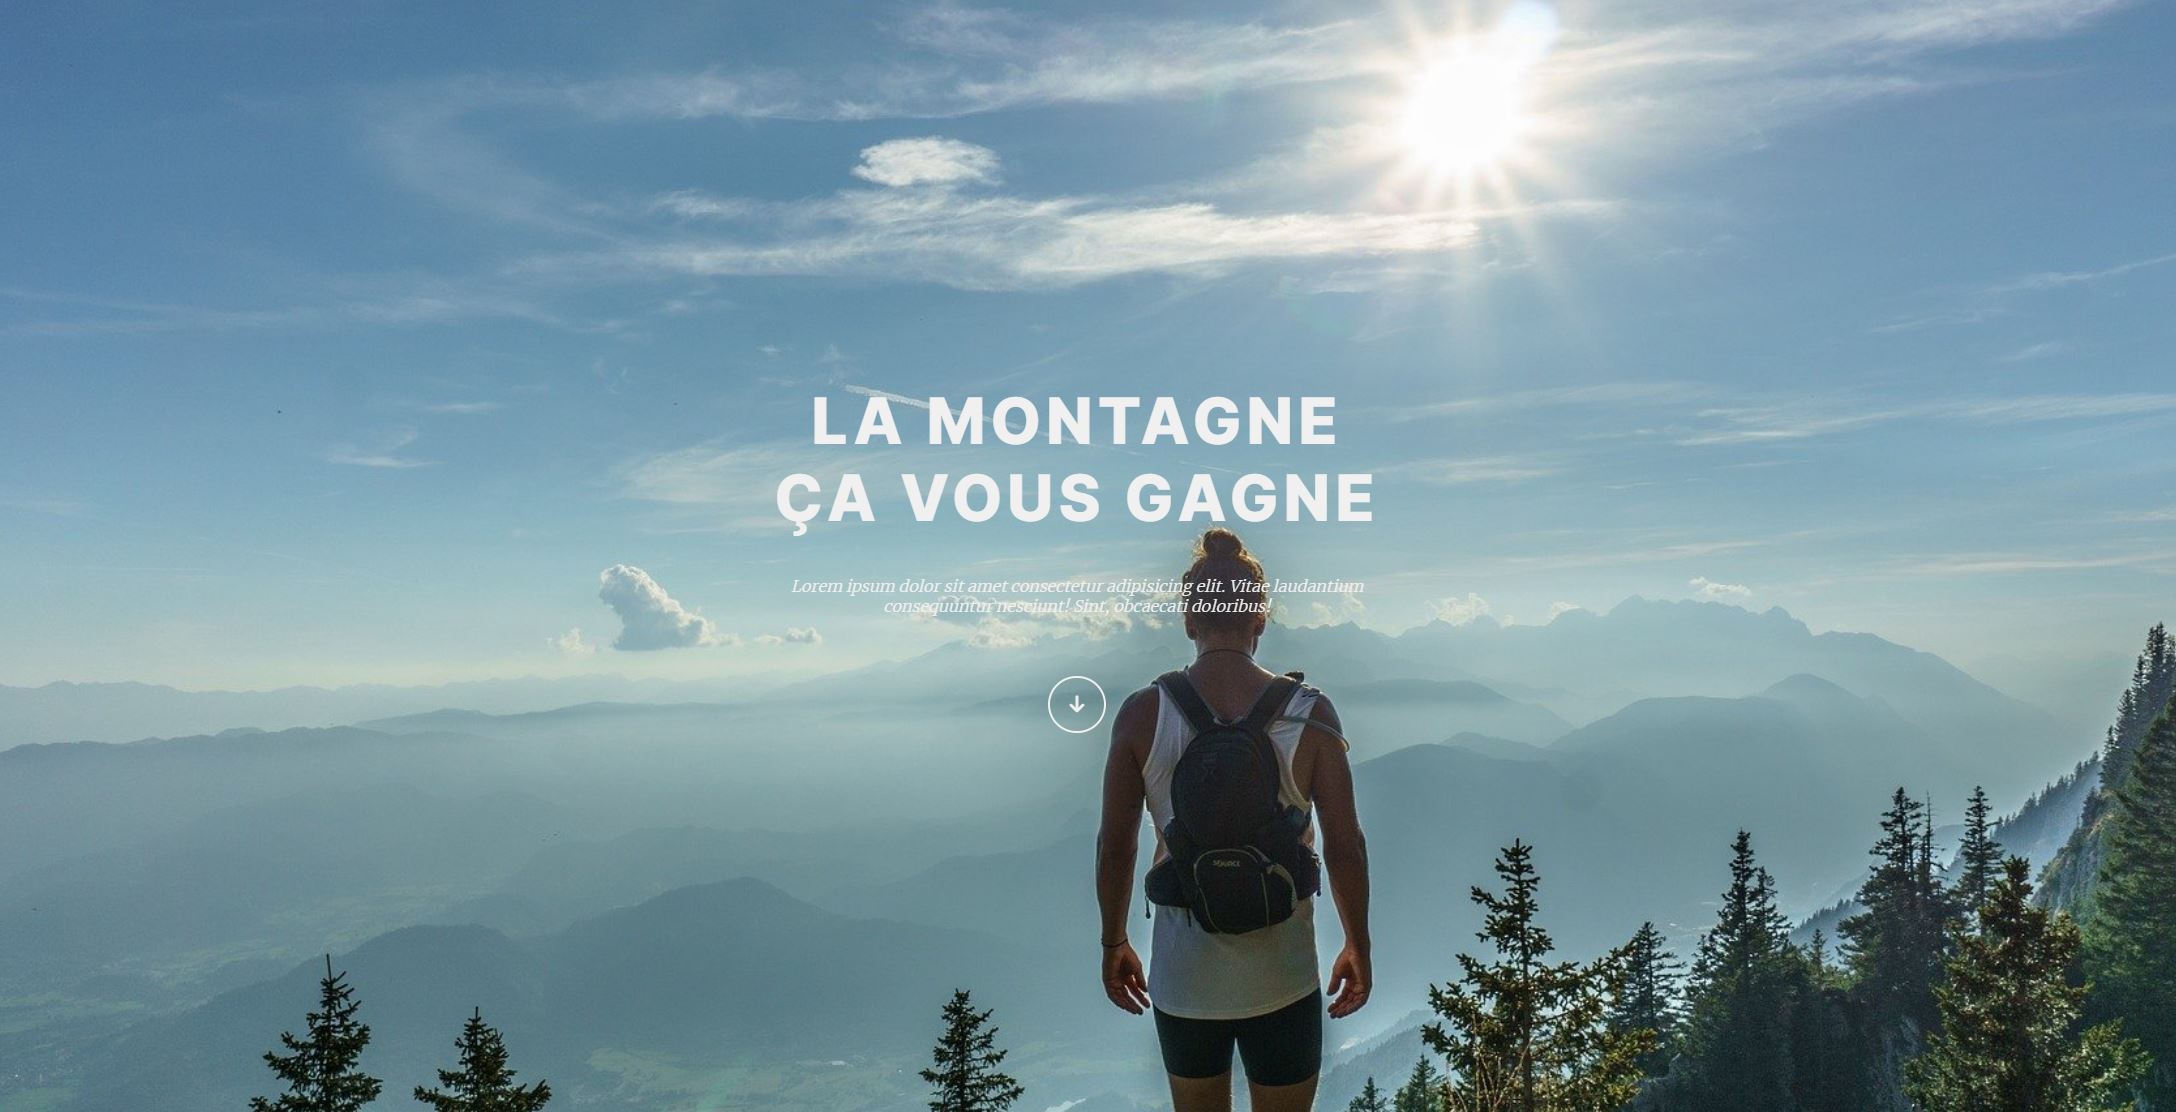 LA MONTAGNE
ÇA VOUS GAGNE
Lorem ipsum dolor sit amet consectetur adipisicing elit. Vitae laudantium
consequuntur nesciunt! Sint, obcaecati doloribus!
SOURCE